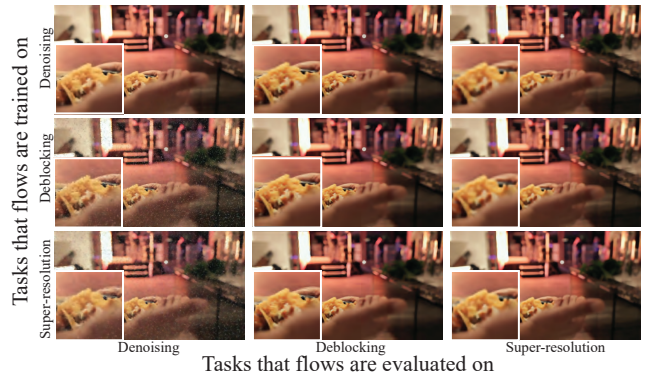 Tasks that flows are trained on
Denoising
Deblocking
Super-resolution
Denoising
Deblocking
Super-resolution
Tasks that flows are evaluated on